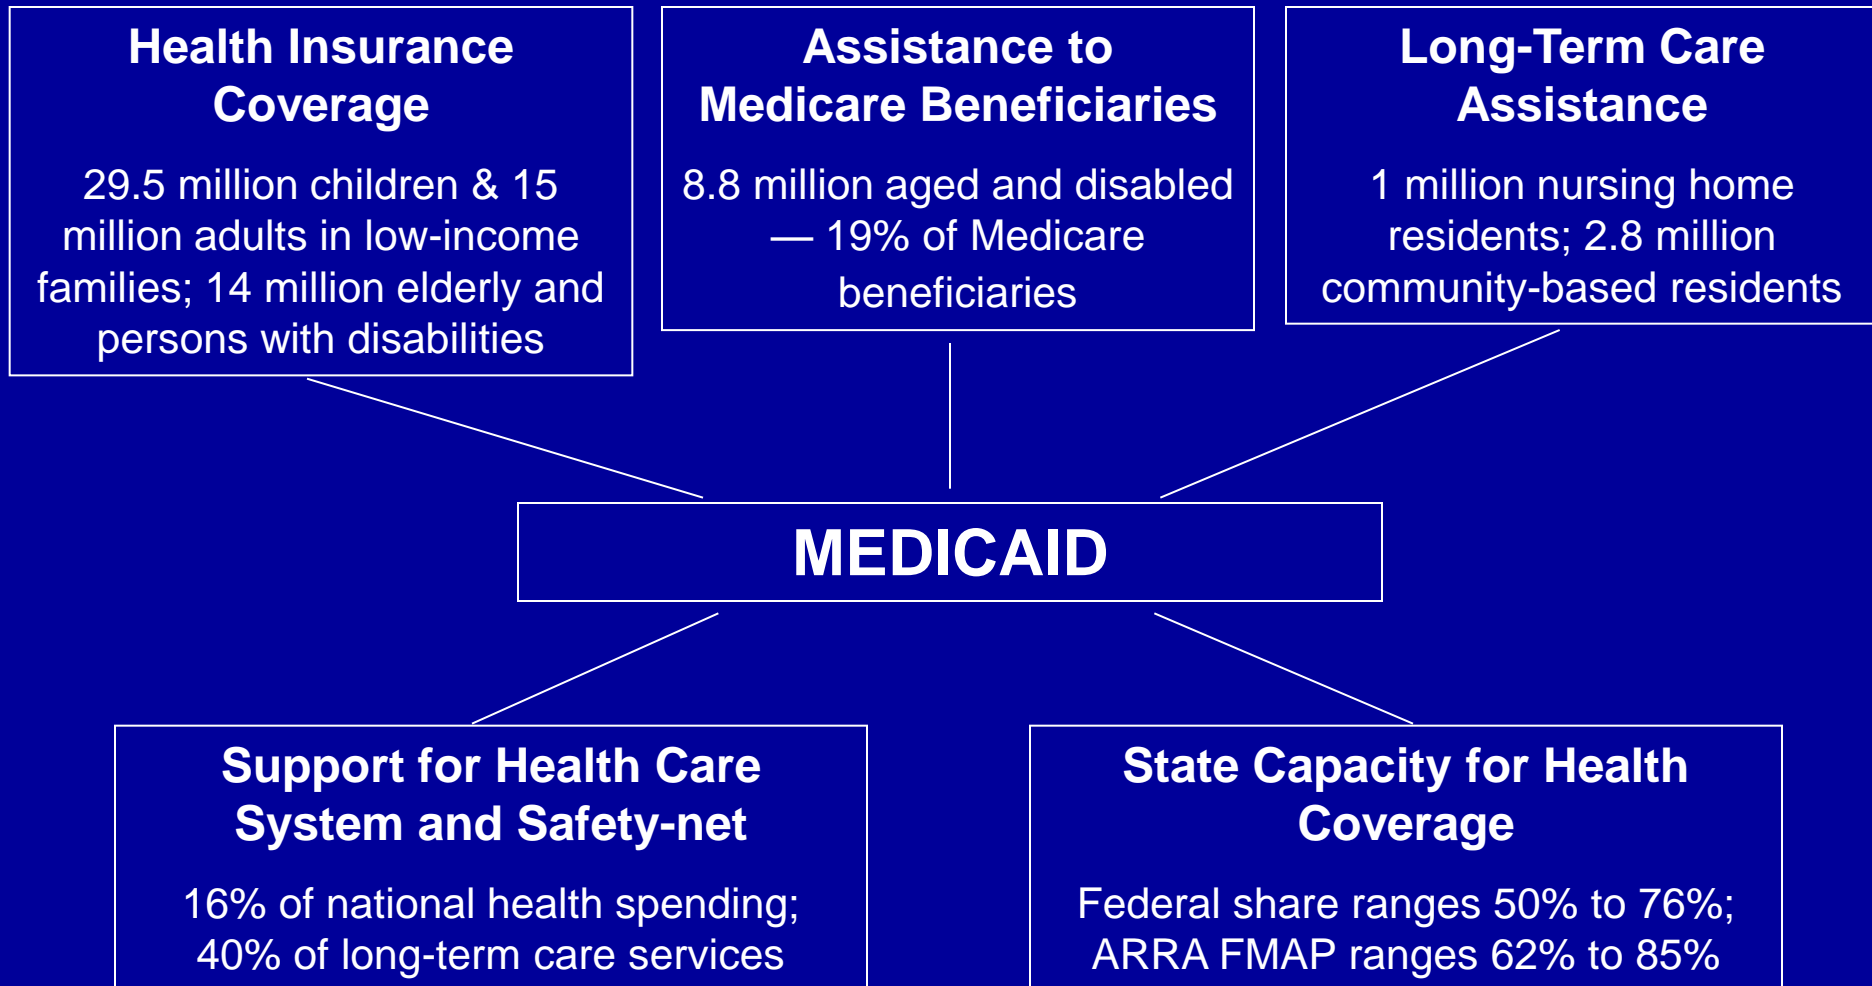 Health Insurance
Coverage
29.5 million children & 15
million adults in low-income
families; 14 million elderly and
persons with disabilities
Assistance to
Medicare Beneficiaries
8.8 million aged and disabled
— 19% of Medicare
beneficiaries
Long-Term Care
Assistance
1 million nursing home
residents; 2.8 million
community-based residents
MEDICAID
Support for Health Care
System and Safety-net
16% of national health spending;
40% of long-term care services
State Capacity for Health
Coverage
Federal share ranges 50% to 76%;
ARRA FMAP ranges 62% to 85%